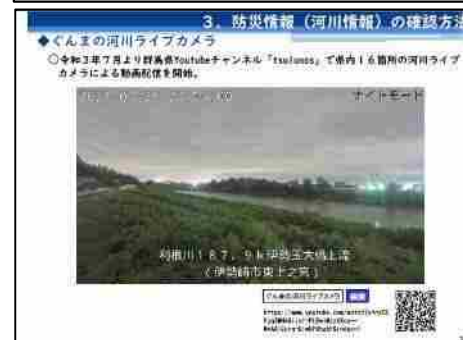 3．防災情報（河川情報）の確認方法
◆ぐんまの河川ライブカメラ
○令和３年７月より群馬県Youtubeチャンネル「tsulunos」で県内１６箇所の河川ライブ
カメラによる動画配信を開始。
ナイトモード
利根川１８７．９ｋ伊勢玉大橋上流
（伊勢崎市東上之宮）
ぐんまの河川ライブカメラ 検索